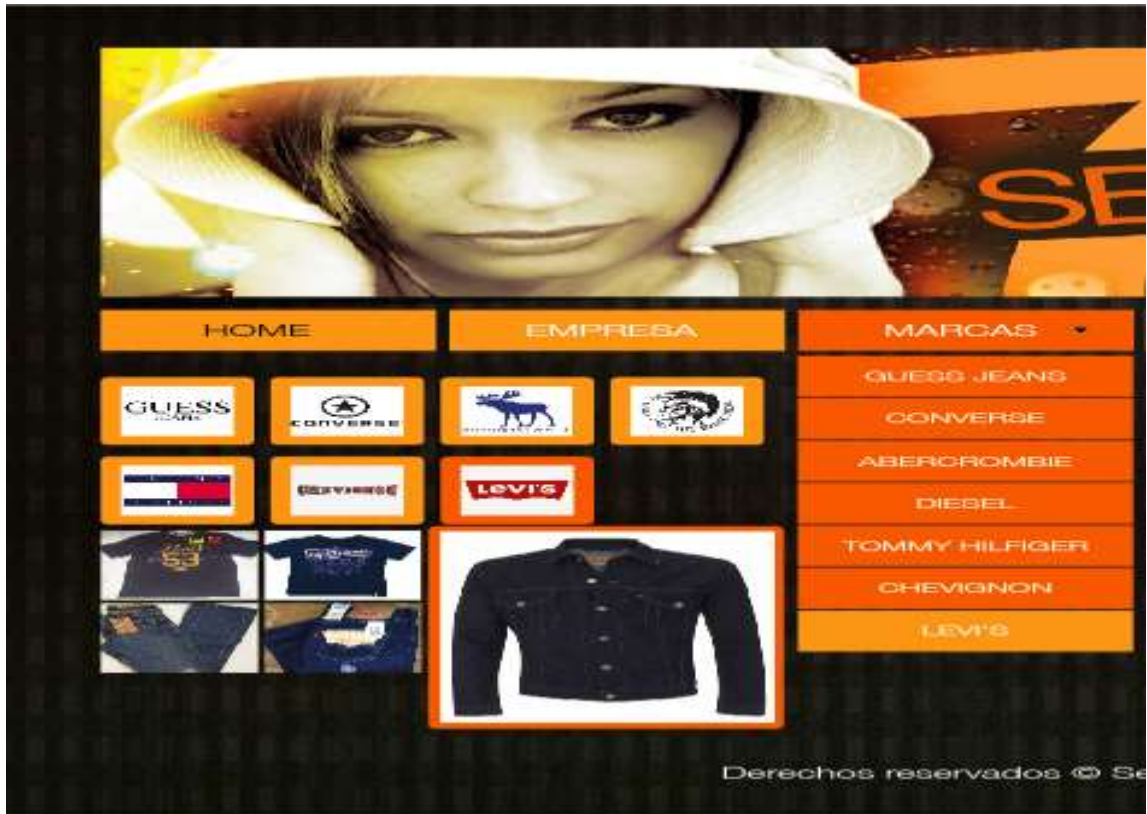 SE
HOME EMPRESA MARCAS
GUESS
CONVERSE
LEVI'S
GUESS JEANS
CONVERSE
ABERCROMBIE
DIESEL
TOMMY HILFIGER
CHEVIGNON
LEVI'S
Derechos reservados © Se